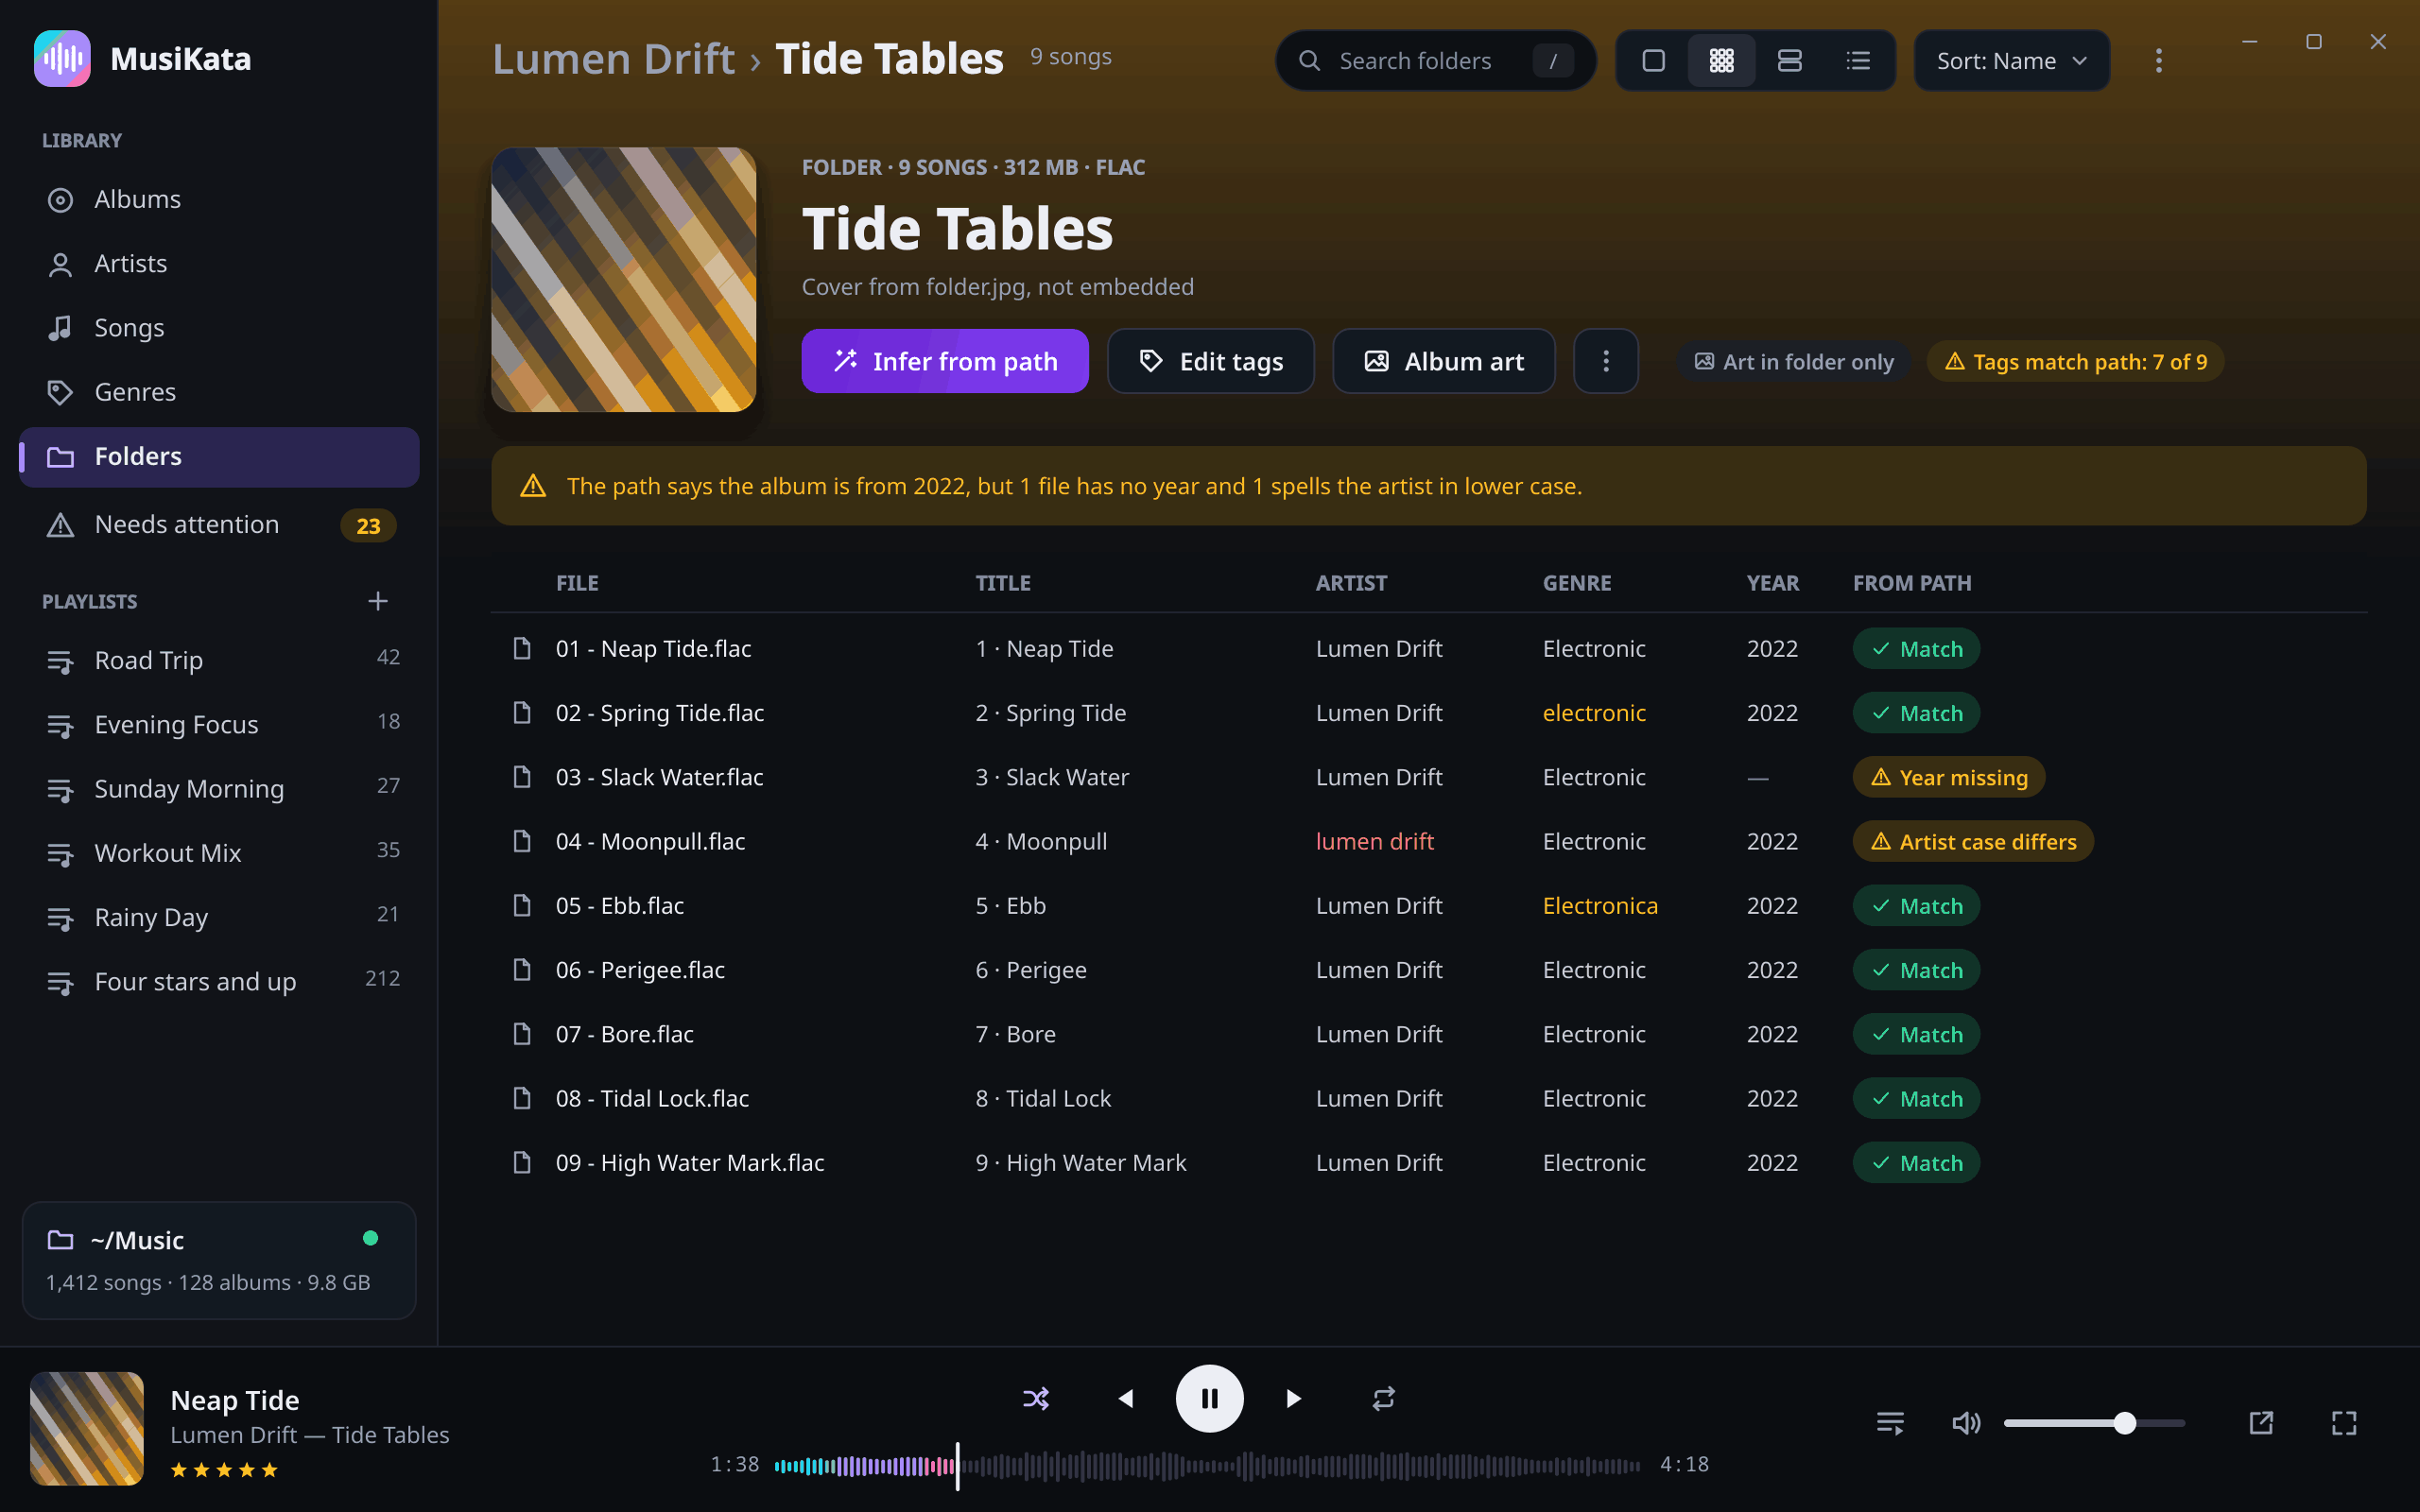 MusiKata
LIBRARY
Albums
Artists
Songs
Genres
Folders
Needs attention 23
PLAYLISTS
Road Trip 42
Evening Focus 18
Sunday Morning 27
Workout Mix 35
Rainy Day 21
Four stars and up 212
~/Music
1,412 songs · 128 albums · 9.8 GB
Lumen Drift › Tide Tables 9 songs
Search folders /
Sort: Name
FOLDER · 9 SONGS · 312 MB · FLAC
Tide Tables
Cover from folder.jpg, not embedded
Infer from path Edit tags Album art Art in folder only Tags match path: 7 of 9
The path says the album is from 2022, but 1 file has no year and 1 spells the artist in lower case.
FILE TITLE ARTIST GENRE YEAR FROM PATH
01 - Neap Tide.flac 1 · Neap Tide Lumen Drift Electronic 2022 Match
02 - Spring Tide.flac 2 · Spring Tide Lumen Drift electronic 2022 Match
03 - Slack Water.flac 3 · Slack Water Lumen Drift Electronic — Year missing
04 - Moonpull.flac 4 · Moonpull lumen drift Electronic 2022 Artist case differs
05 - Ebb.flac 5 · Ebb Lumen Drift Electronica 2022 Match
06 - Perigee.flac 6 · Perigee Lumen Drift Electronic 2022 Match
07 - Bore.flac 7 · Bore Lumen Drift Electronic 2022 Match
08 - Tidal Lock.flac 8 · Tidal Lock Lumen Drift Electronic 2022 Match
09 - High Water Mark.flac 9 · High Water Mark Lumen Drift Electronic 2022 Match
Neap Tide
Lumen Drift — Tide Tables
1:38 4:18